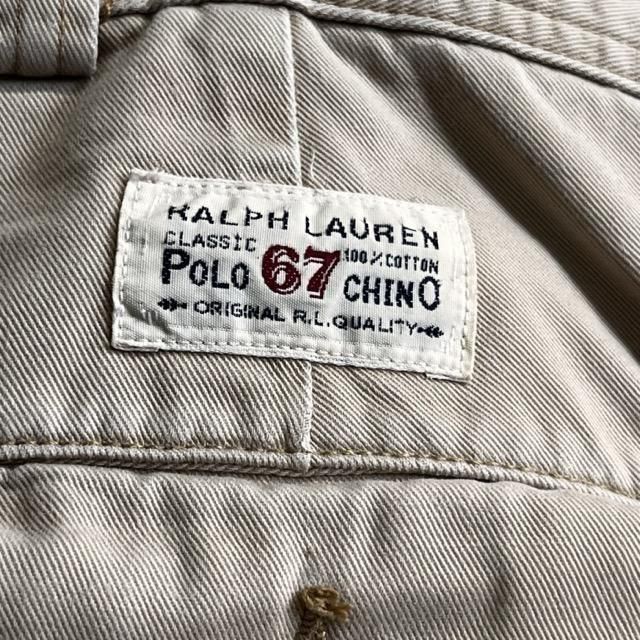 RALPH LAUREN
CLASSIC 67 100% COTTON
POLO CHINO
ORIGINAL R.L. QUALITY